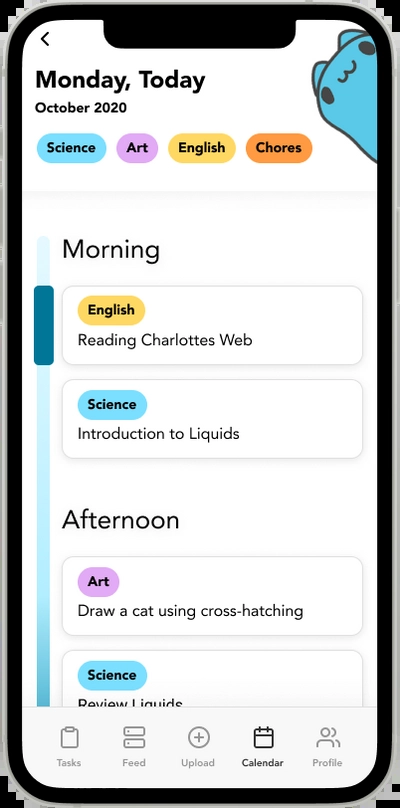 Monday, Today
October 2020
Science Art English Chores
Morning
English
Reading Charlottes Web
Science
Introduction to Liquids
Afternoon
Art
Draw a cat using cross-hatching
Science
Review Liquids
Tasks Feed Upload Calendar Profile